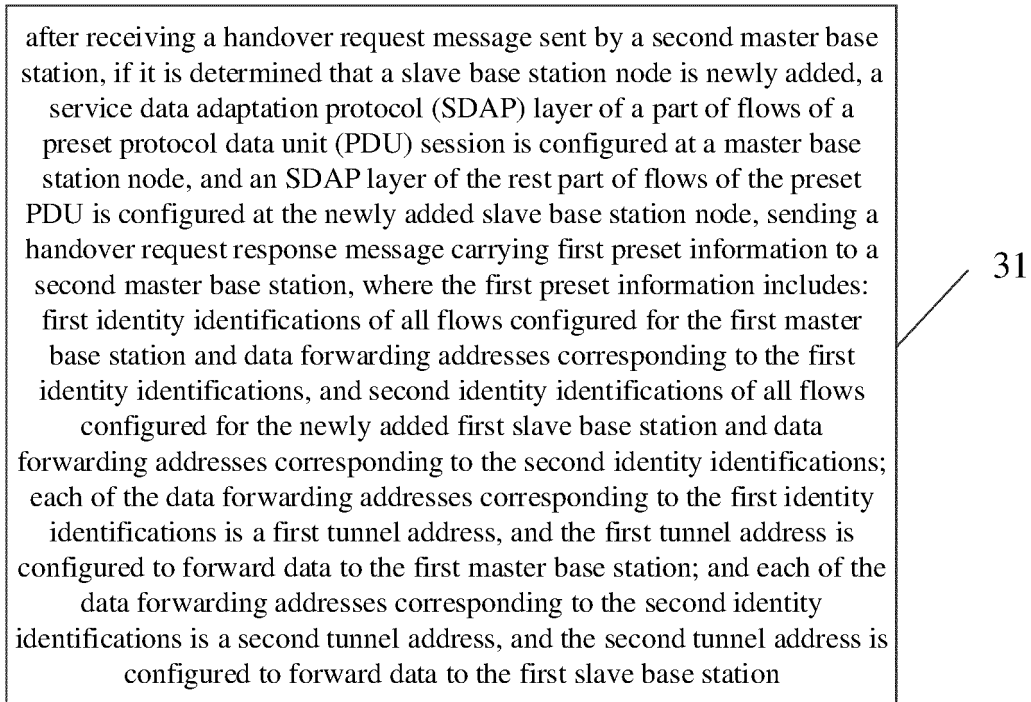 after receiving a handover request message sent by a second master base
station, if it is determined that a slave base station node is newly added, a
service data adaptation protocol (SDAP) layer of a part of flows of a
preset protocol data unit (PDU) session is configured at a master base
station node, and an SDAP layer of the rest part of flows of the preset
PDU is configured at the newly added slave base station node, sending a
handover request response message carrying first preset information to a
second master base station, where the first preset information includes:
first identity identifications of all flows configured for the first master
base station and data forwarding addresses corresponding to the first
identity identifications, and second identity identifications of all flows
configured for the newly added first slave base station and data
forwarding addresses corresponding to the second identity identifications;
each of the data forwarding addresses corresponding to the first identity
identifications is a first tunnel address, and the first tunnel address is
configured to forward data to the first master base station; and each of the
data forwarding addresses corresponding to the second identity
identifications is a second tunnel address, and the second tunnel address is
configured to forward data to the first slave base station
31